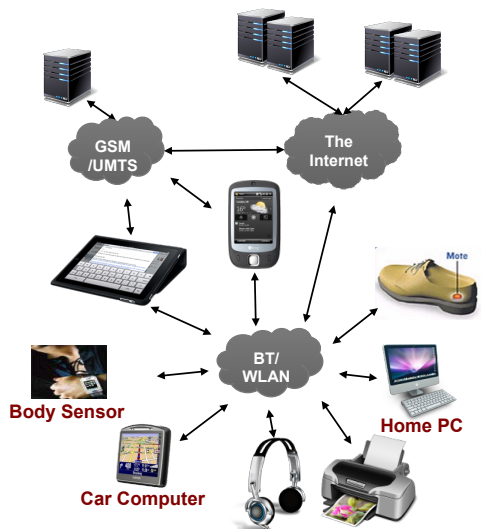 GSM
/UMTS
The
Internet
Mote
BT/
WLAN
Body Sensor
Home PC
Car Computer